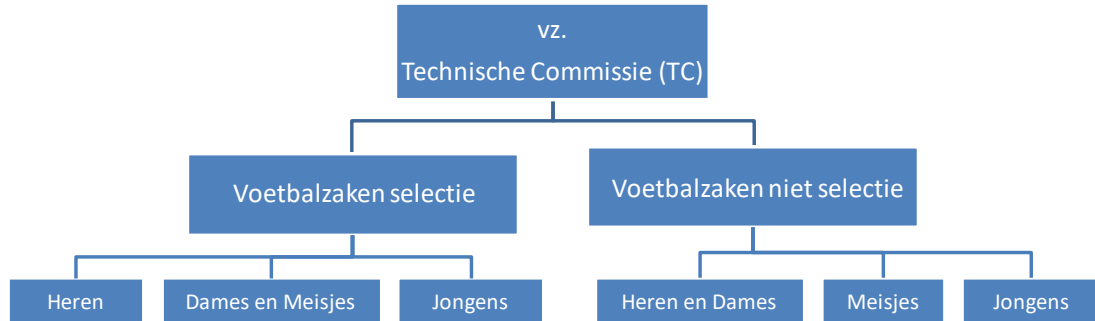 vz.
Technische Commissie (TC)
Voetbalzaken selectie
Voetbalzaken niet selectie
Heren
Dames en Meisjes
Jongens
Heren en Dames
Meisjes
Jongens